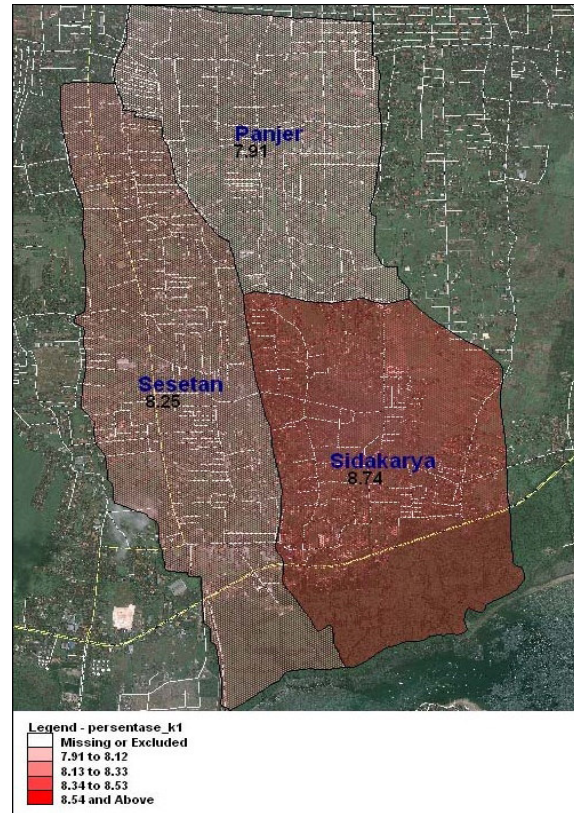 Panjer
7.91
Sesetan
8.25
Sidakarya
8.74
Legend - persentase_k1
Missing or Excluded
7.91 to 8.12
8.13 to 8.33
8.34 to 8.53
8.54 and Above